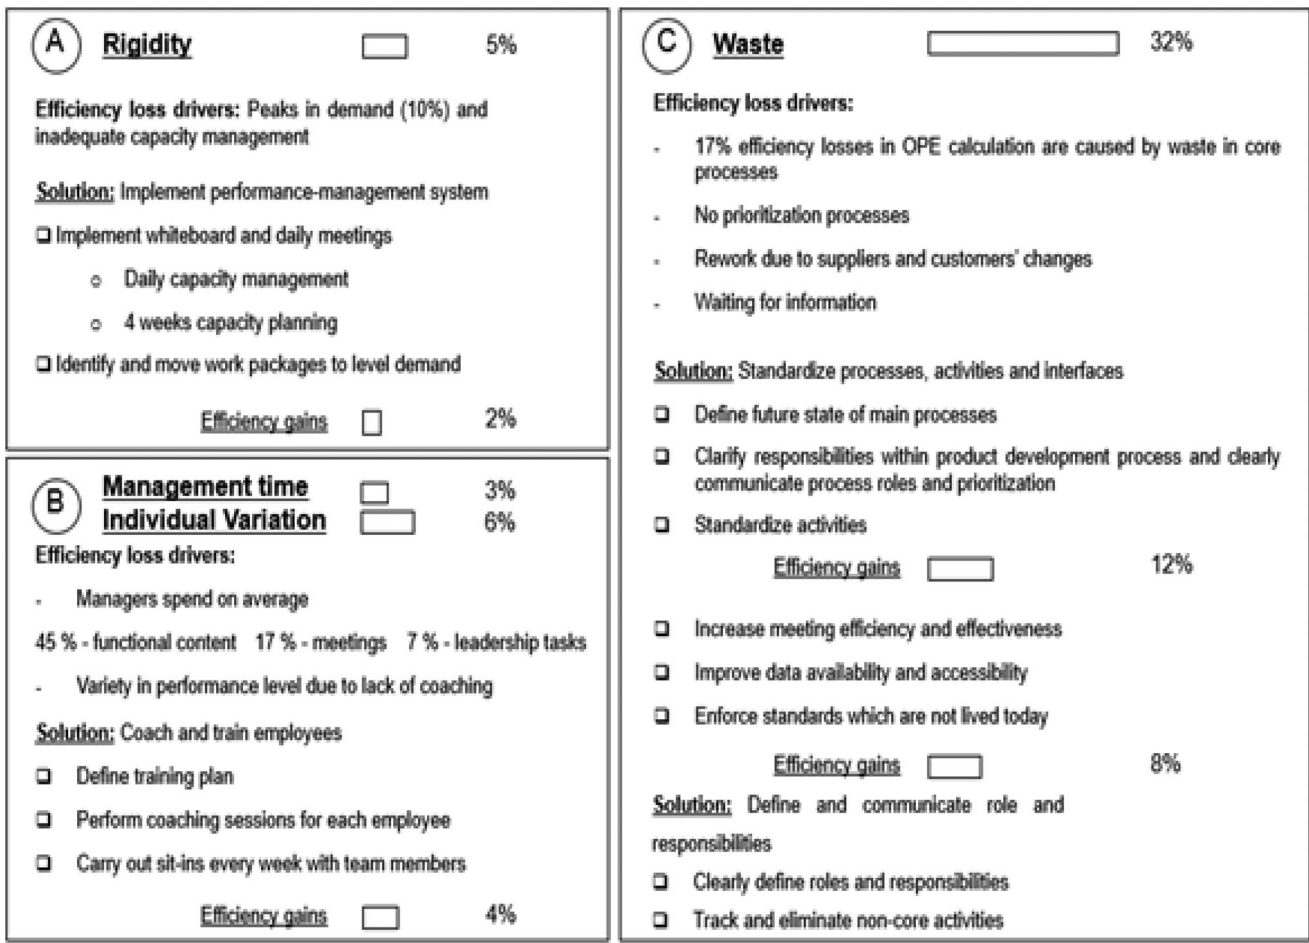 A Rigidity 5%
Efficiency loss drivers: Peaks in demand (10%) and
inadequate capacity management
Solution: Implement performance-management system
❑ Implement whiteboard and daily meetings
o Daily capacity management
o 4 weeks capacity planning
❑ Identify and move work packages to level demand
Efficiency gains 2%
B Management time 3%
Individual Variation 6%
Efficiency loss drivers:
- Managers spend on average
45 % - functional content 17 % - meetings 7 % - leadership tasks
- Variety in performance level due to lack of coaching
Solution: Coach and train employees
❑ Define training plan
❑ Perform coaching sessions for each employee
❑ Carry out sit-ins every week with team members
Efficiency gains 4%
C Waste 32%
Efficiency loss drivers:
- 17% efficiency losses in OPE calculation are caused by waste in core
processes
- No prioritization processes
- Rework due to suppliers and customers' changes
- Waiting for information
Solution: Standardize processes, activities and interfaces
❑ Define future state of main processes
❑ Clarify responsibilities within product development process and clearly
communicate process roles and prioritization
❑ Standardize activities
Efficiency gains 12%
❑ Increase meeting efficiency and effectiveness
❑ Improve data availability and accessibility
❑ Enforce standards which are not lived today
Efficiency gains 8%
Solution: Define and communicate role and
responsibilities
❑ Clearly define roles and responsibilities
❑ Track and eliminate non-core activities